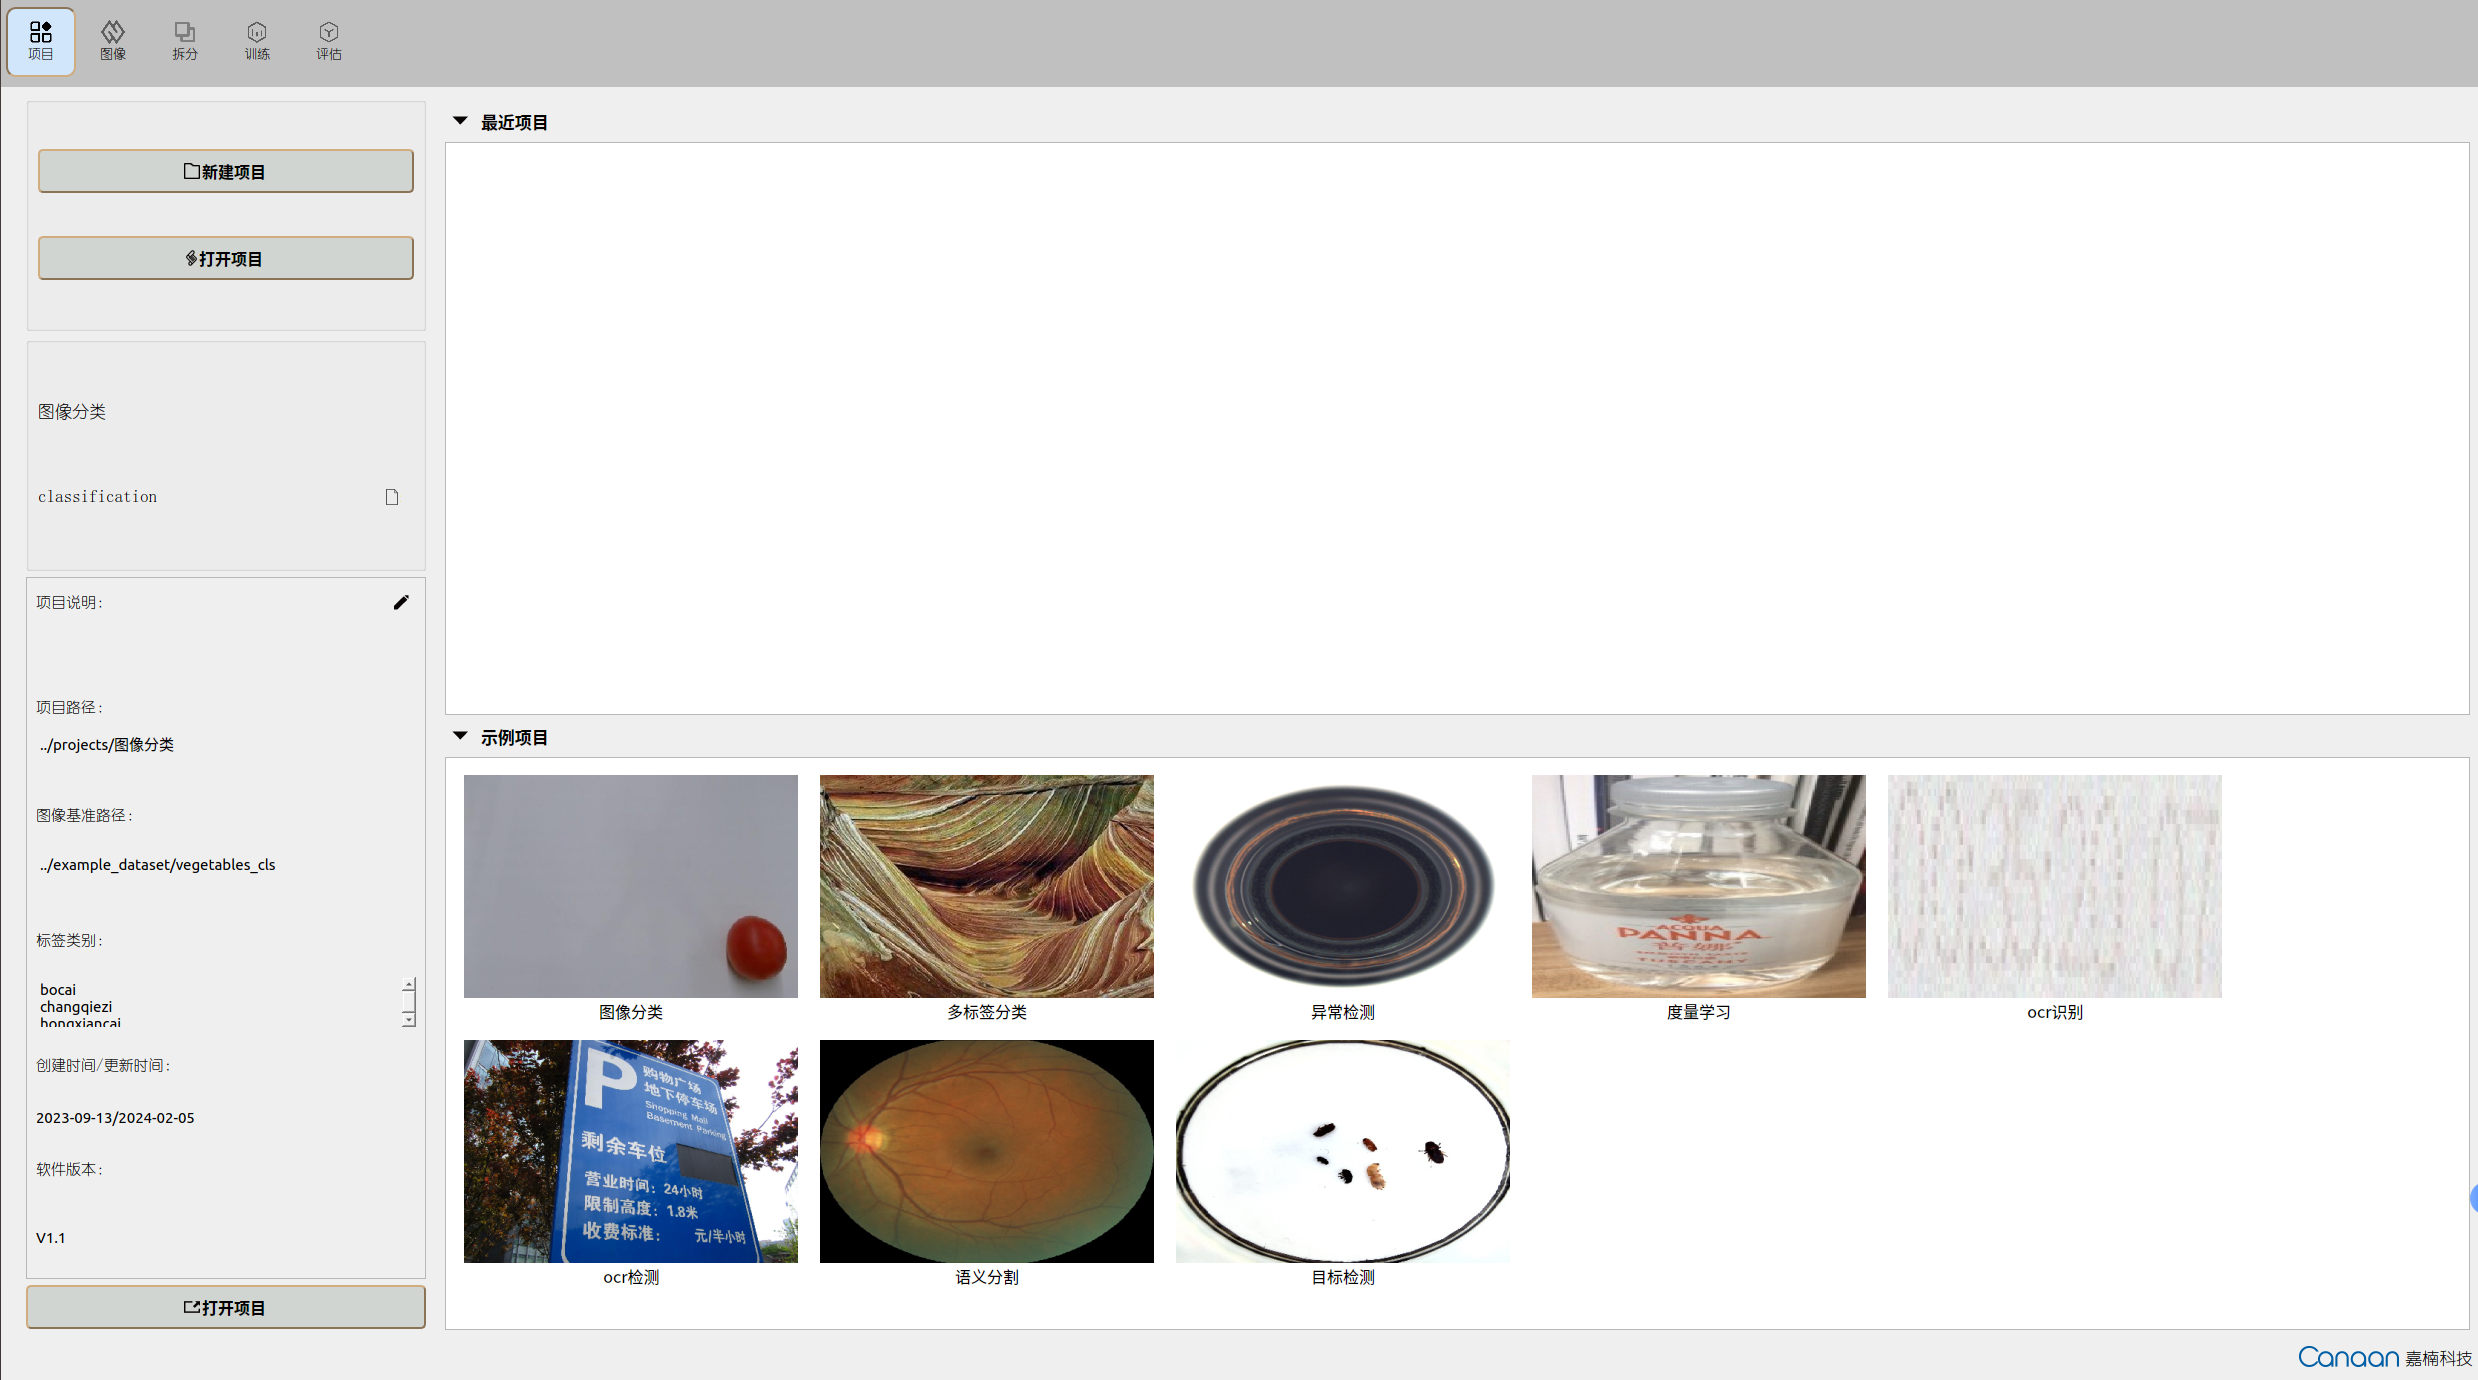 项目
图像
拆分
训练
评估
新建项目
打开项目
图像分类
classification
项目说明：
项目路径：
../projects/图像分类
图像基准路径：
../example_dataset/vegetables_cls
标签类别：
bocai
changqiezi
hongxiancai
创建时间/更新时间：
2023-09-13/2024-02-05
软件版本：
V1.1
打开项目
最近项目
示例项目
图像分类
多标签分类
异常检测
ACQUA
PANNA
普娜
TUSCANY
度量学习
ocr识别
P
购物广场
地下停车场
Shopping Mall
Basement Parking
剩余车位
营业时间：24小时
限制高度：1.8米
收费标准： 元/半小时
ocr检测
语义分割
目标检测
Canaan 嘉楠科技